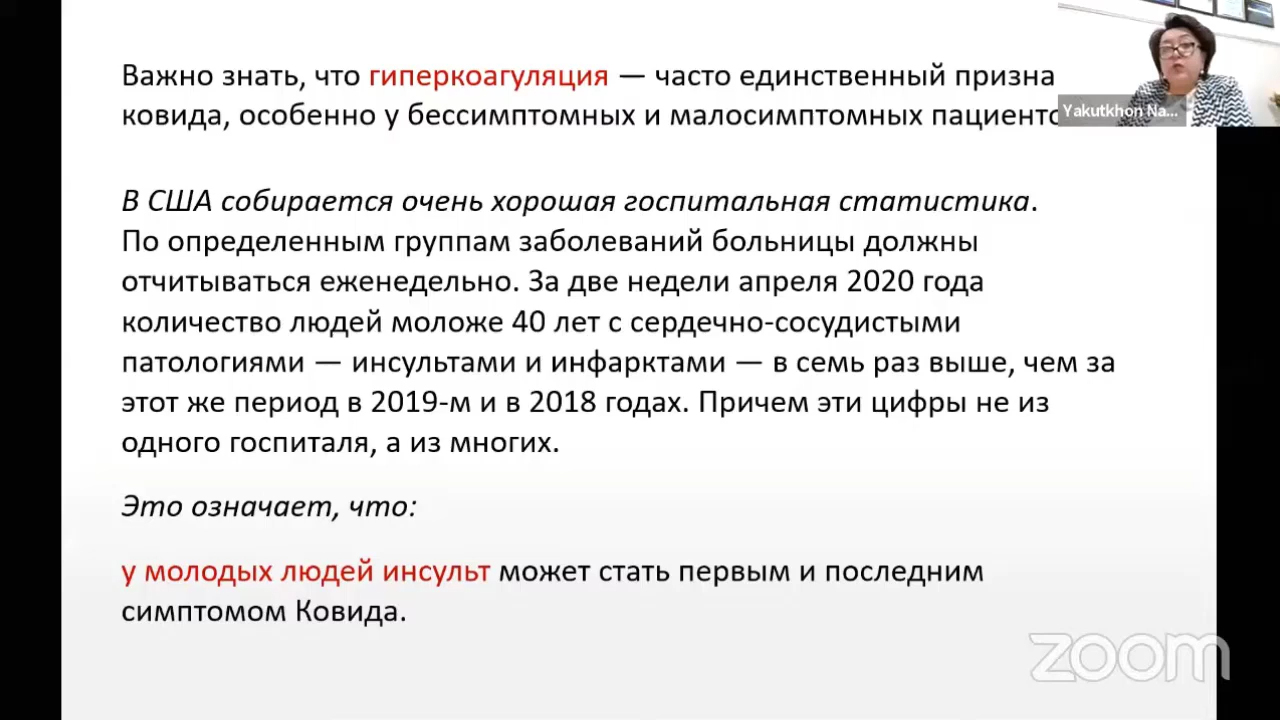 Важно знать, что гиперкоагуляция — часто единственный призна
ковида, особенно у бессимптомных и малосимптомных пациенто
Yakutkhon Na...
В США собирается очень хорошая госпитальная статистика.
По определенным группам заболеваний больницы должны
отчитываться еженедельно. За две недели апреля 2020 года
количество людей моложе 40 лет с сердечно-сосудистыми
патологиями — инсультами и инфарктами — в семь раз выше, чем за
этот же период в 2019-м и в 2018 годах. Причем эти цифры не из
одного госпиталя, а из многих.
Это означает, что:
у молодых людей инсульт может стать первым и последним
симптомом Ковида.
zoom